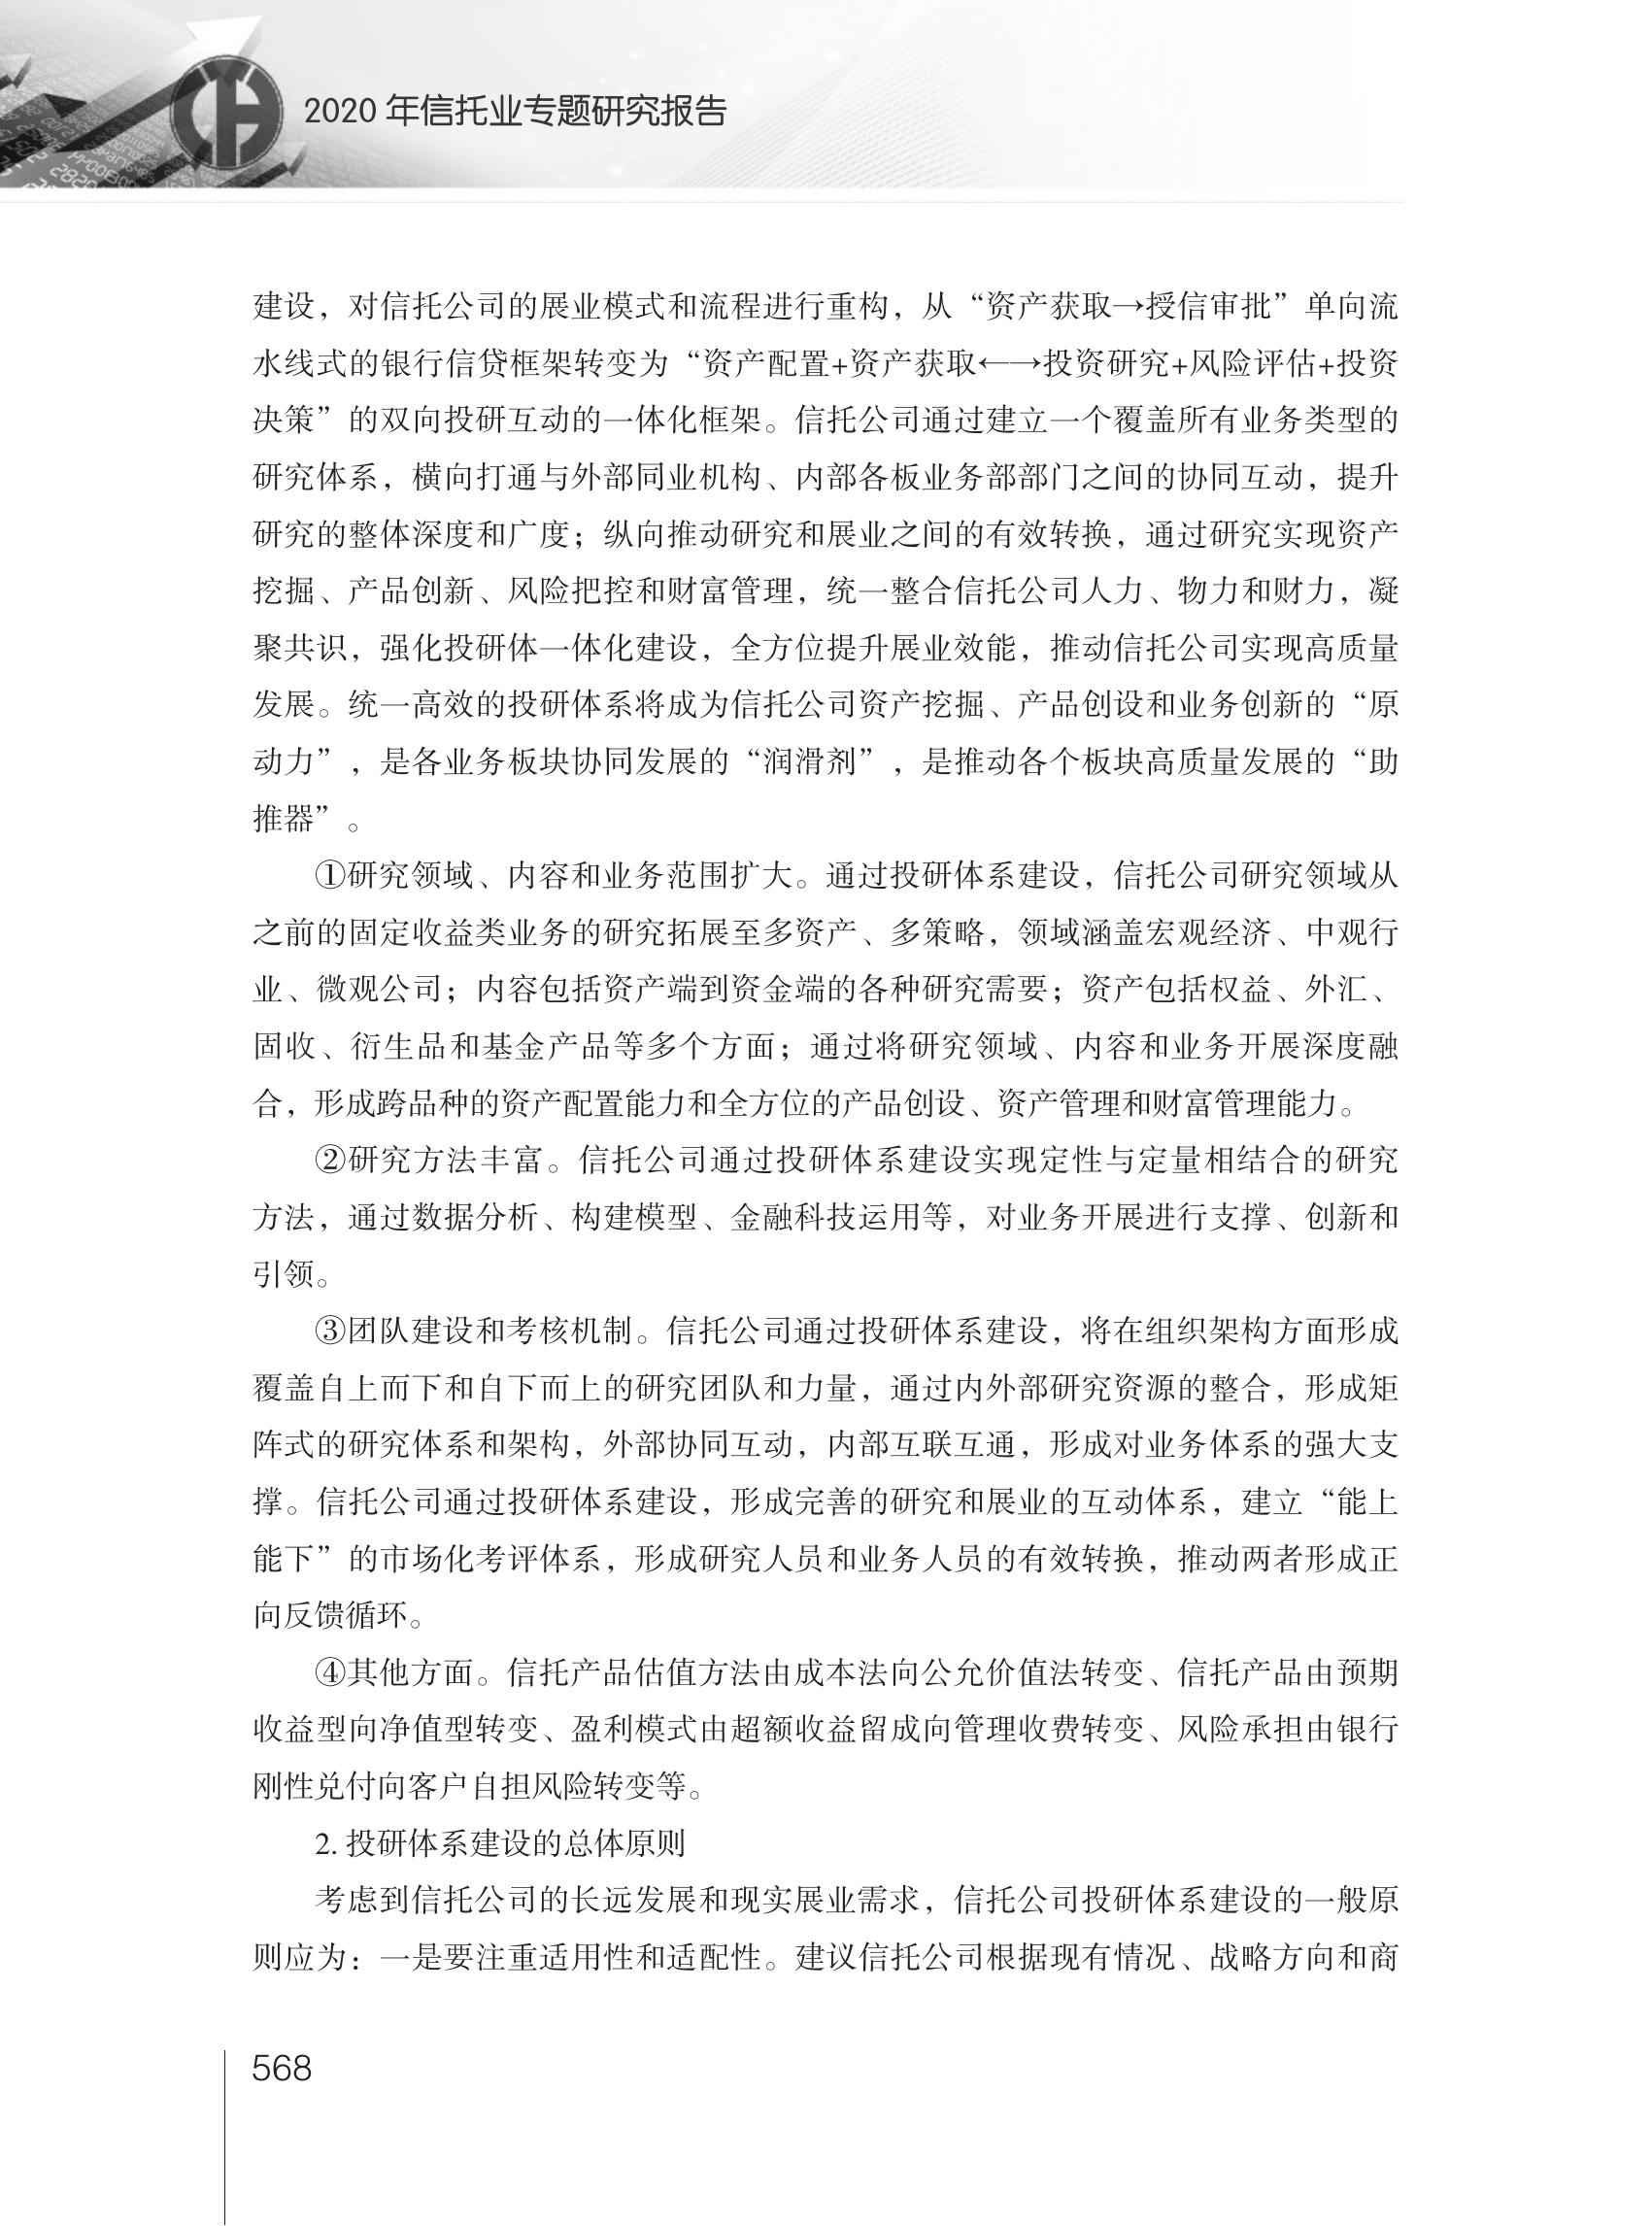 2020 年信托业专题研究报告
建设，对信托公司的展业模式和流程进行重构，从“资产获取→授信审批”单向流
水线式的银行信贷框架转变为“资产配置+资产获取←→投资研究+风险评估+投资
决策”的双向投研互动的一体化框架。信托公司通过建立一个覆盖所有业务类型的
研究体系，横向打通与外部同业机构、内部各板业务部部门之间的协同互动，提升
研究的整体深度和广度；纵向推动研究和展业之间的有效转换，通过研究实现资产
挖掘、产品创新、风险把控和财富管理，统一整合信托公司人力、物力和财力，凝
聚共识，强化投研体一体化建设，全方位提升展业效能，推动信托公司实现高质量
发展。统一高效的投研体系将成为信托公司资产挖掘、产品创设和业务创新的“原
动力”，是各业务板块协同发展的“润滑剂”，是推动各个板块高质量发展的“助
推器”。
①研究领域、内容和业务范围扩大。通过投研体系建设，信托公司研究领域从
之前的固定收益类业务的研究拓展至多资产、多策略，领域涵盖宏观经济、中观行
业、微观公司；内容包括资产端到资金端的各种研究需要；资产包括权益、外汇、
固收、衍生品和基金产品等多个方面；通过将研究领域、内容和业务开展深度融
合，形成跨品种的资产配置能力和全方位的产品创设、资产管理和财富管理能力。
②研究方法丰富。信托公司通过投研体系建设实现定性与定量相结合的研究
方法，通过数据分析、构建模型、金融科技运用等，对业务开展进行支撑、创新和
引领。
③团队建设和考核机制。信托公司通过投研体系建设，将在组织架构方面形成
覆盖自上而下和自下而上的研究团队和力量，通过内外部研究资源的整合，形成矩
阵式的研究体系和架构，外部协同互动，内部互联互通，形成对业务体系的强大支
撑。信托公司通过投研体系建设，形成完善的研究和展业的互动体系，建立“能上
能下”的市场化考评体系，形成研究人员和业务人员的有效转换，推动两者形成正
向反馈循环。
④其他方面。信托产品估值方法由成本法向公允价值法转变、信托产品由预期
收益型向净值型转变、盈利模式由超额收益留成向管理收费转变、风险承担由银行
刚性兑付向客户自担风险转变等。
2. 投研体系建设的总体原则
考虑到信托公司的长远发展和现实展业需求，信托公司投研体系建设的一般原
则应为：一是要注重适用性和适配性。建议信托公司根据现有情况、战略方向和商
568